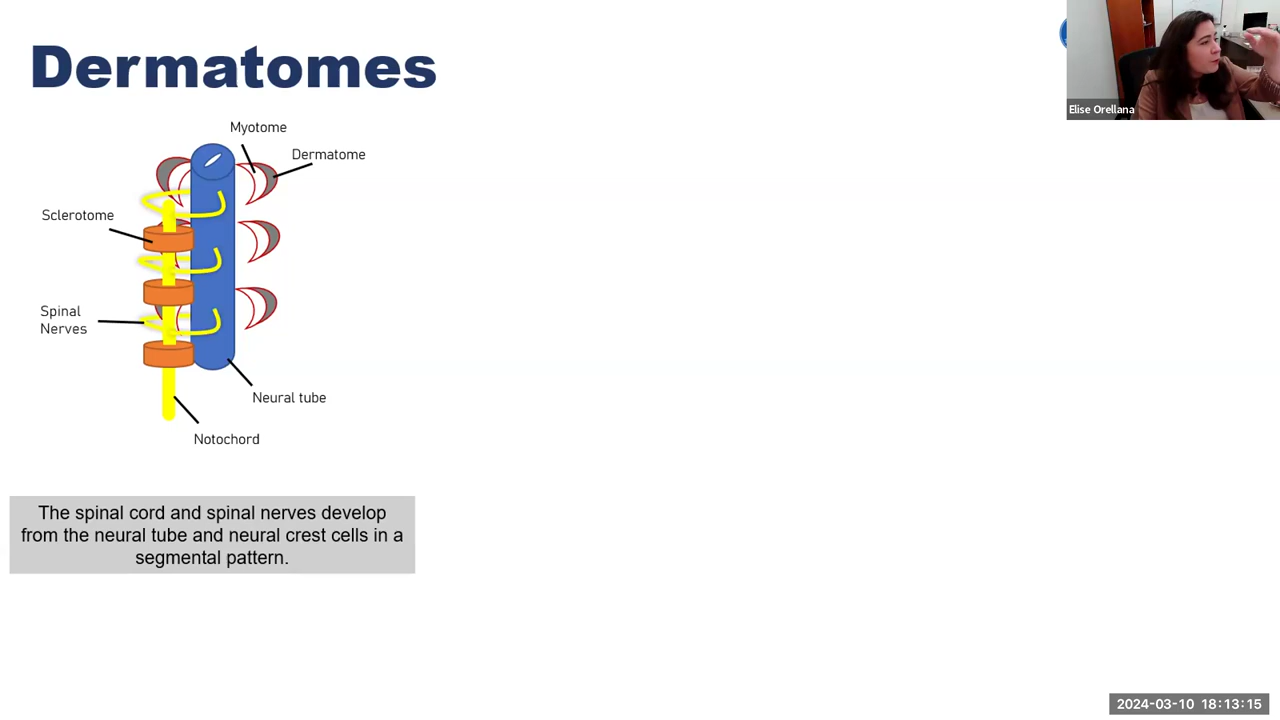 Dermatomes
Elise Orellana
Myotome
Dermatome
Sclerotome
Spinal
Nerves
Neural tube
Notochord
The spinal cord and spinal nerves develop
from the neural tube and neural crest cells in a
segmental pattern.
2024-03-10 18:13:15